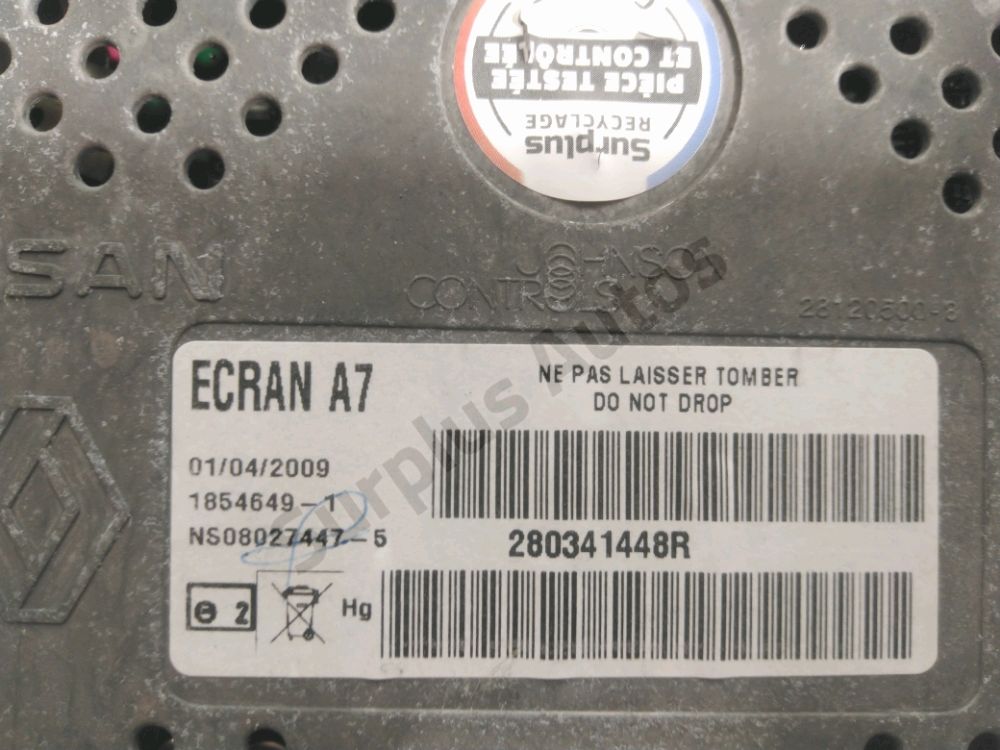 PIÈCE TESTÉE
ET CONTRÔLÉE
Surplus
RECYCLAGE
SAN
JOHNSON
CONTROLS
28120500-8
ECRAN A7
NE PAS LAISSER TOMBER
DO NOT DROP
01/04/2009
1854649-1
NS08027447-5
280341448R
2
Hg
Surplus Autos